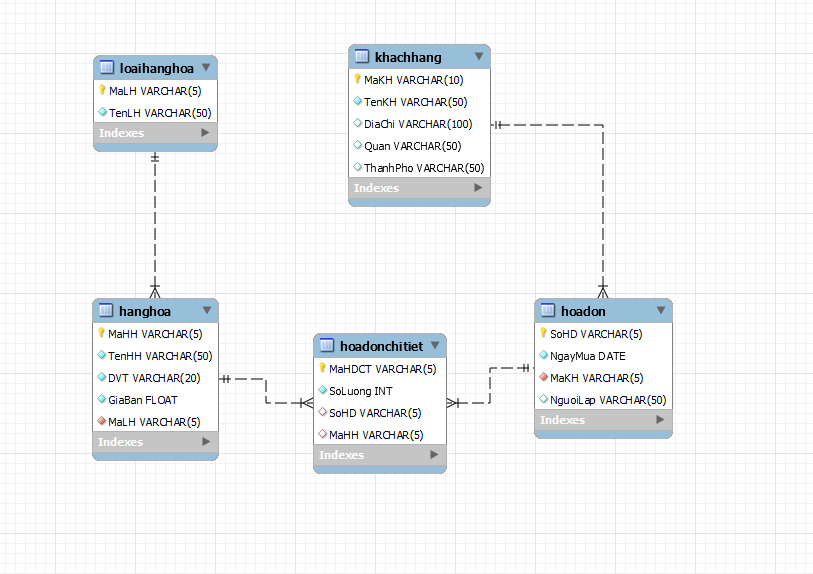 loaihanghoa
MaLH VARCHAR(5)
TenLH VARCHAR(50)
Indexes
khachhang
MaKH VARCHAR(10)
TenKH VARCHAR(50)
DiaChi VARCHAR(100)
Quan VARCHAR(50)
ThanhPho VARCHAR(50)
Indexes
hanghoa
MaHH VARCHAR(5)
TenHH VARCHAR(50)
DVT VARCHAR(20)
GiaBan FLOAT
MaLH VARCHAR(5)
Indexes
hoadonchitiet
MaHDCT VARCHAR(5)
SoLuong INT
SoHD VARCHAR(5)
MaHH VARCHAR(5)
Indexes
hoadon
SoHD VARCHAR(5)
NgayMua DATE
MaKH VARCHAR(5)
NguoiLap VARCHAR(50)
Indexes